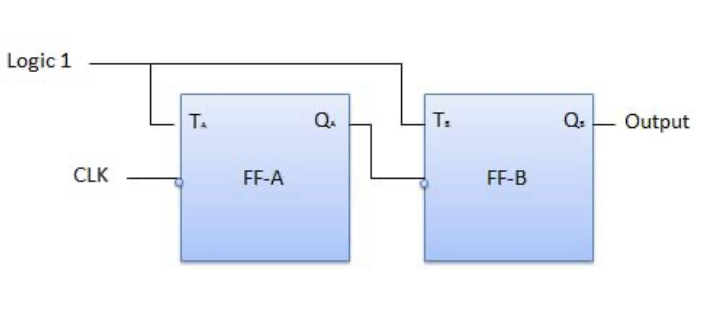 Logic 1
TA QA TB QB Output
CLK FF-A FF-B